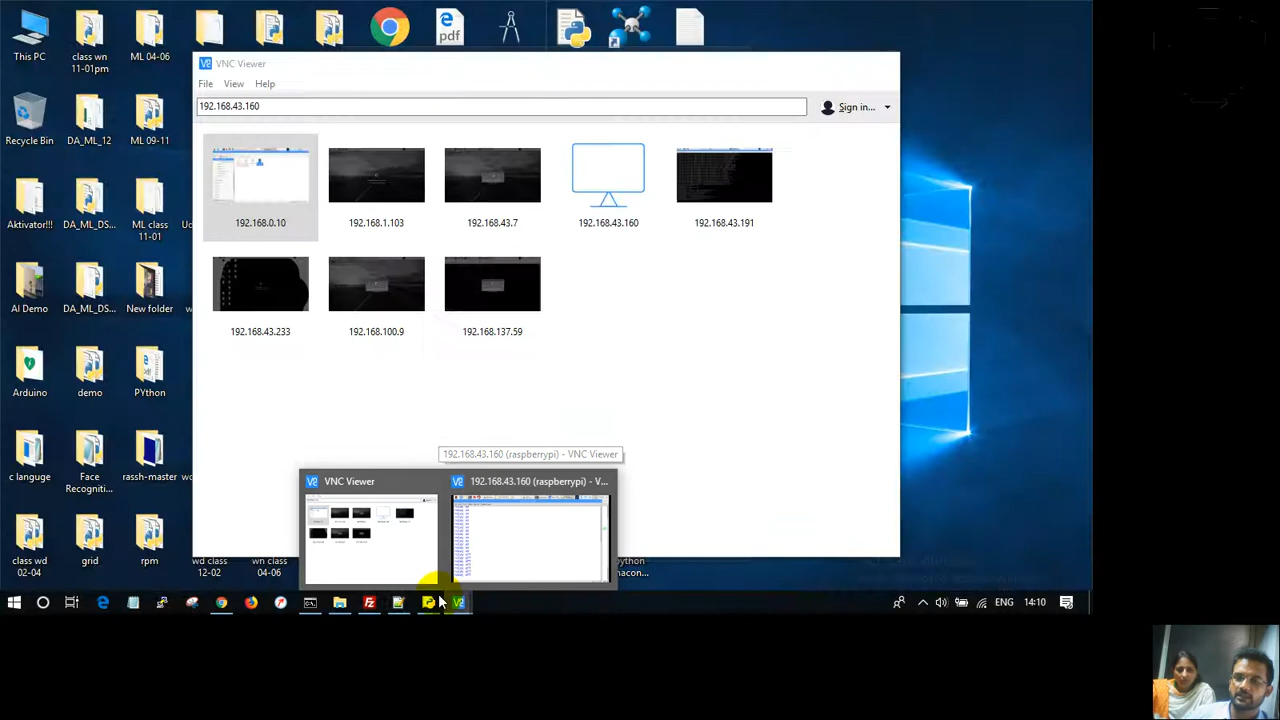 This PC
class wn
11-01pm
ML 04-06
pdf
VNC Viewer
File View Help
192.168.43.160
Sign in...
Recycle Bin
DA_ML_12
ML 09-11
192.168.0.10
192.168.1.103
192.168.43.7
192.168.43.160
192.168.43.191
Aktivar!!!
DA_ML_DS...
ML class
11-01
192.168.43.233
192.168.100.9
192.168.137.59
AI Demo
DA_ML_DS...
New folder
Arduino
demo
PYthon
192.168.43.160 (raspberrypi) - VNC Viewer
VNC Viewer
192.168.43.160 (raspberrypi) - V...
c language
Face
Recogniti...
rassh-master
class wd
12-02
grid
rpm
wd class
02-04
wn class
04-06
ENG
14:10